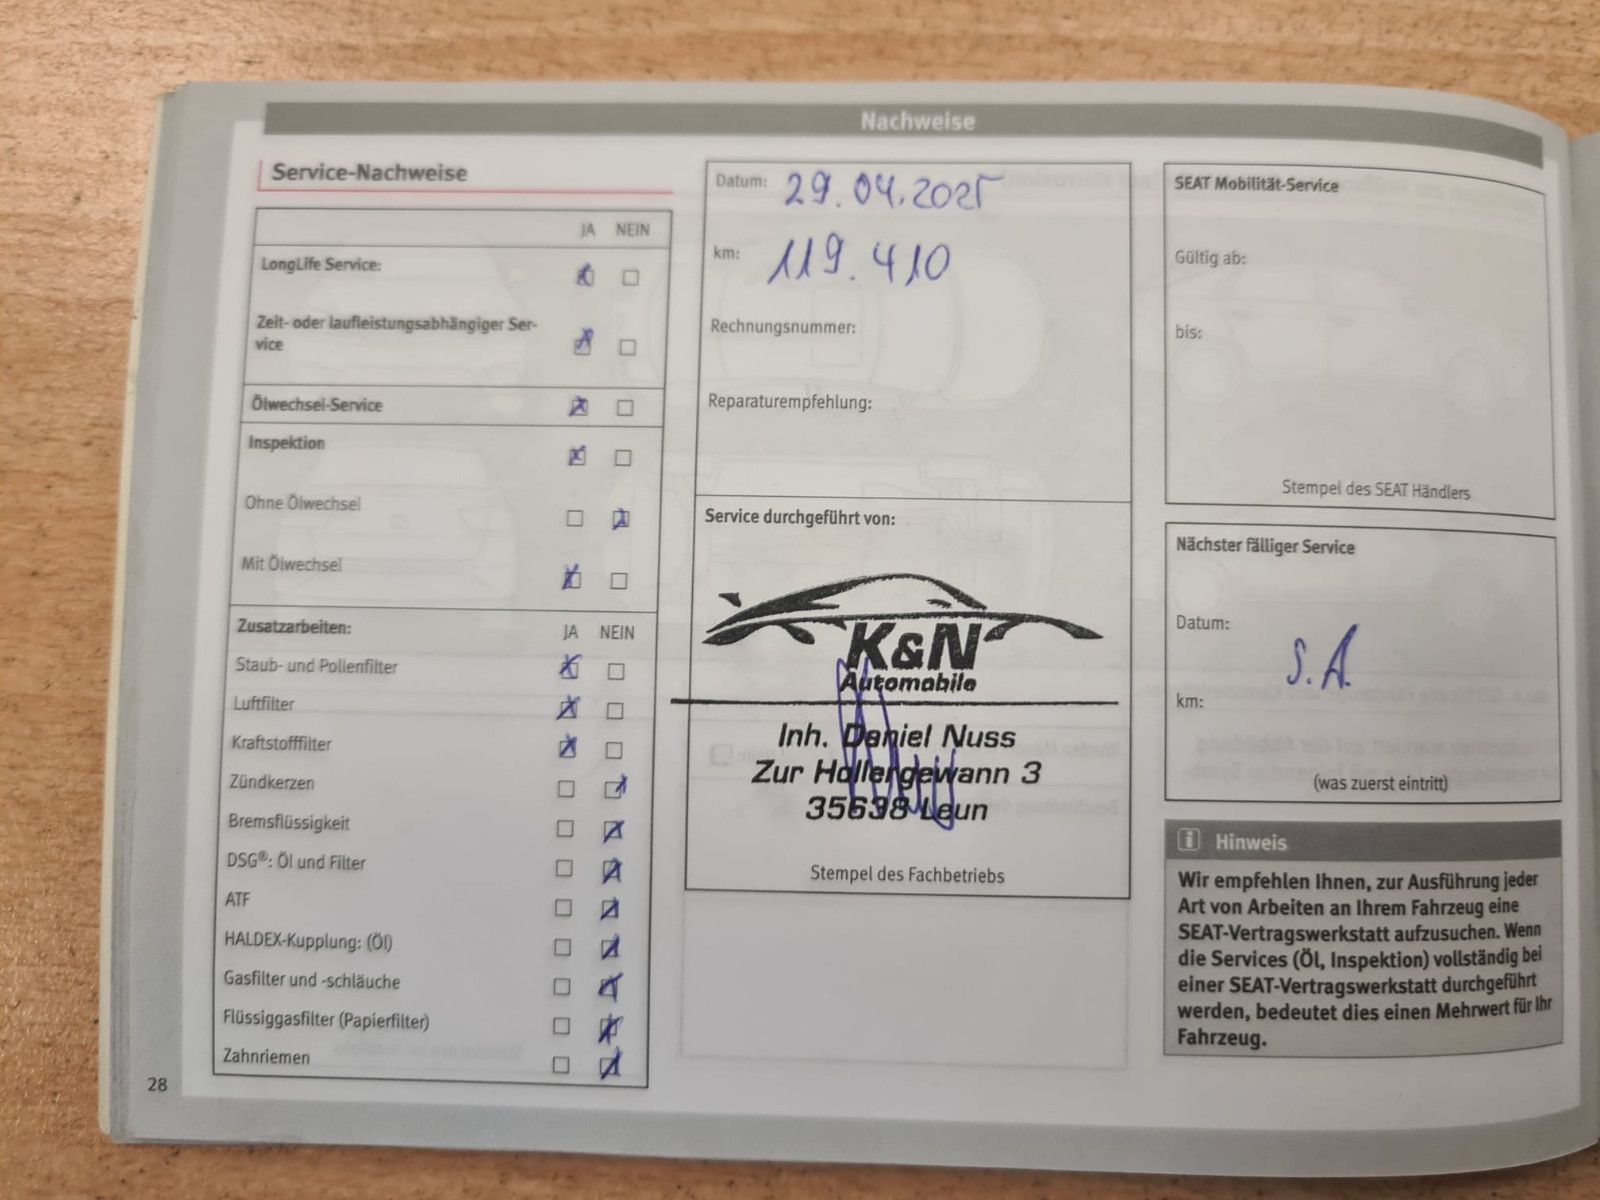 Nachweise
Service-Nachweise
JA NEIN
LongLife Service:
Zeit- oder laufleistungsabhängiger Ser-
vice
Ölwechsel-Service
Inspektion
Ohne Ölwechsel
Mit Ölwechsel
Zusatzarbeiten: JA NEIN
Staub- und Pollenfilter
Luftfilter
Kraftstofffilter
Zündkerzen
Bremsflüssigkeit
DSG®: Öl und Filter
ATF
HALDEX-Kupplung: (Öl)
Gasfilter und -schläuche
Flüssiggasfilter (Papierfilter)
Zahnriemen
28
Datum: 29.04.2025
km: 119.410
Rechnungsnummer:
Reparaturempfehlung:
Service durchgeführt von:
K&N
Automobile
Inh. Daniel Nuss
Zur Hollergewann 3
35638 Leun
Stempel des Fachbetriebs
SEAT Mobilität-Service
Gültig ab:
bis:
Stempel des SEAT Händlers
Nächster fälliger Service
Datum:
S.A.
km:
(was zuerst eintritt)
i Hinweis
Wir empfehlen Ihnen, zur Ausführung jeder
Art von Arbeiten an Ihrem Fahrzeug eine
SEAT-Vertragswerkstatt aufzusuchen. Wenn
die Services (Öl, Inspektion) vollständig bei
einer SEAT-Vertragswerkstatt durchgeführt
werden, bedeutet dies einen Mehrwert für Ihr
Fahrzeug.